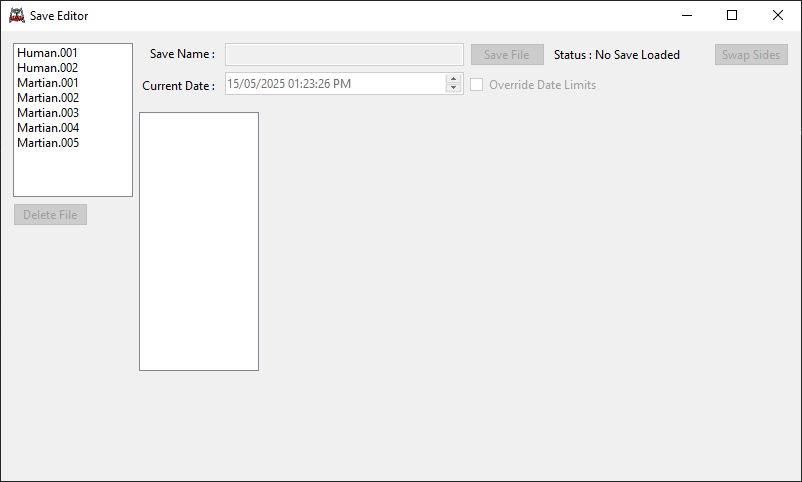 Save Editor
Human.001
Human.002
Martian.001
Martian.002
Martian.003
Martian.004
Martian.005
Delete File
Save Name :
Save File
Status : No Save Loaded
Swap Sides
Current Date :
15/05/2025 01:23:26 PM
Override Date Limits